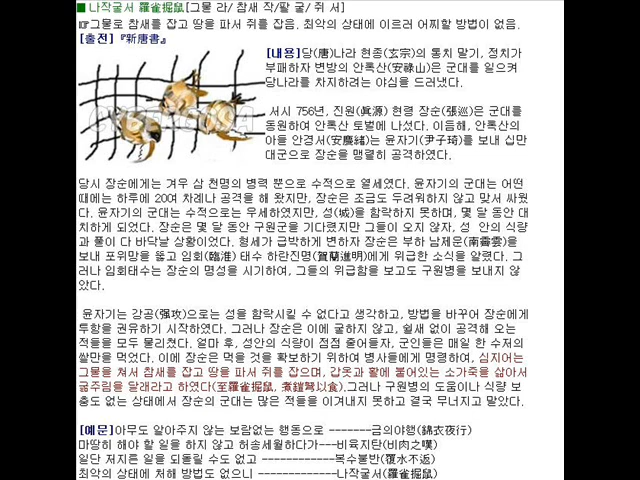 ■ 나작굴서 羅雀掘鼠[그물 라/ 참새 작/팔 굴/ 쥐 서]
☞그물로 참새를 잡고 땅을 파서 쥐를 잡음. 최악의 상태에 이르러 어찌할 방법이 없음.
[출전]『新唐書』
[내용]당(唐)나라 현종(玄宗)의 통치 말기, 정치가
부패하자 변방의 안록산(安祿山)은 군대를 일으켜
당나라를 차지하려는 야심을 드러냈다.
서시 756년, 진원(眞源) 현령 장순(張巡)은 군대를
동원하여 안록산 토벌에 나섰다. 이듬해, 안록산의
아들 안경서(安慶緖)는 윤자기(尹子琦)를 보내 십만
대군으로 장순을 맹렬히 공격하였다.
당시 장순에게는 겨우 삼 천명의 병력 뿐으로 수적으로 열세였다. 윤자기의 군대는 어떤
때에는 하루에 20여 차례나 공격을 해 왔지만, 장순은 조금도 두려워하지 않고 맞서 싸웠
다. 윤자기의 군대는 수적으로는 우세하였지만, 성(城)을 함락하지 못하며, 몇 달 동안 대
치하게 되었다. 장순은 몇 달 동안 구원군을 기다렸지만 그들이 오지 않자, 성 안의 식량
과 풀이 다 바닥날 상황이었다. 형세가 급박하게 변하자 장순은 부하 남제운(南霽雲)을
보내 포위망을 뚫고 임회(臨淮) 태수 하란진명(賀蘭進明)에게 위급한 소식을 알렸다. 그
러나 임회태수는 장순의 명성을 시기하여, 그들의 위급함을 보고도 구원병을 보내지 않
았다.
윤자기는 강공(强攻)으로는 성을 함락시킬 수 없다고 생각하고, 방법을 바꾸어 장순에게
투항을 권유하기 시작하였다. 그러나 장순은 이에 굴하지 않고, 쉴새 없이 공격해 오는
적들을 모두 물리쳤다. 얼마 후, 성안의 식량이 점점 줄어들자, 군인들은 매일 한 수저의
쌀만을 먹었다. 이에 장순은 먹을 것을 확보하기 위하여 병사들에게 명령하여, 심지어는
그물을 쳐서 참새를 잡고 땅을 파서 쥐를 잡으며, 갑옷과 활에 붙어있는 소가죽을 삶아서
굶주림을 달래라고 하였다(至羅雀掘鼠, 煮鎧弩以食).그러나 구원병의 도움이나 식량 보
충도 없는 상태에서 장순의 군대는 많은 적들을 이겨내지 못하고 결국 무너지고 말았다.
[예문]아무도 알아주지 않는 보람없는 행동으로 -------금의야행(錦衣夜行)
마땅히 해야 할 일을 하지 않고 허송세월하다가---비육지탄(비肉之嘆)
일단 저지른 일을 되돌릴 수도 없고 ------------복수불반(覆水不返)
최악의 상태에 처해 방법도 없으니 -------------나작굴서(羅雀掘鼠)